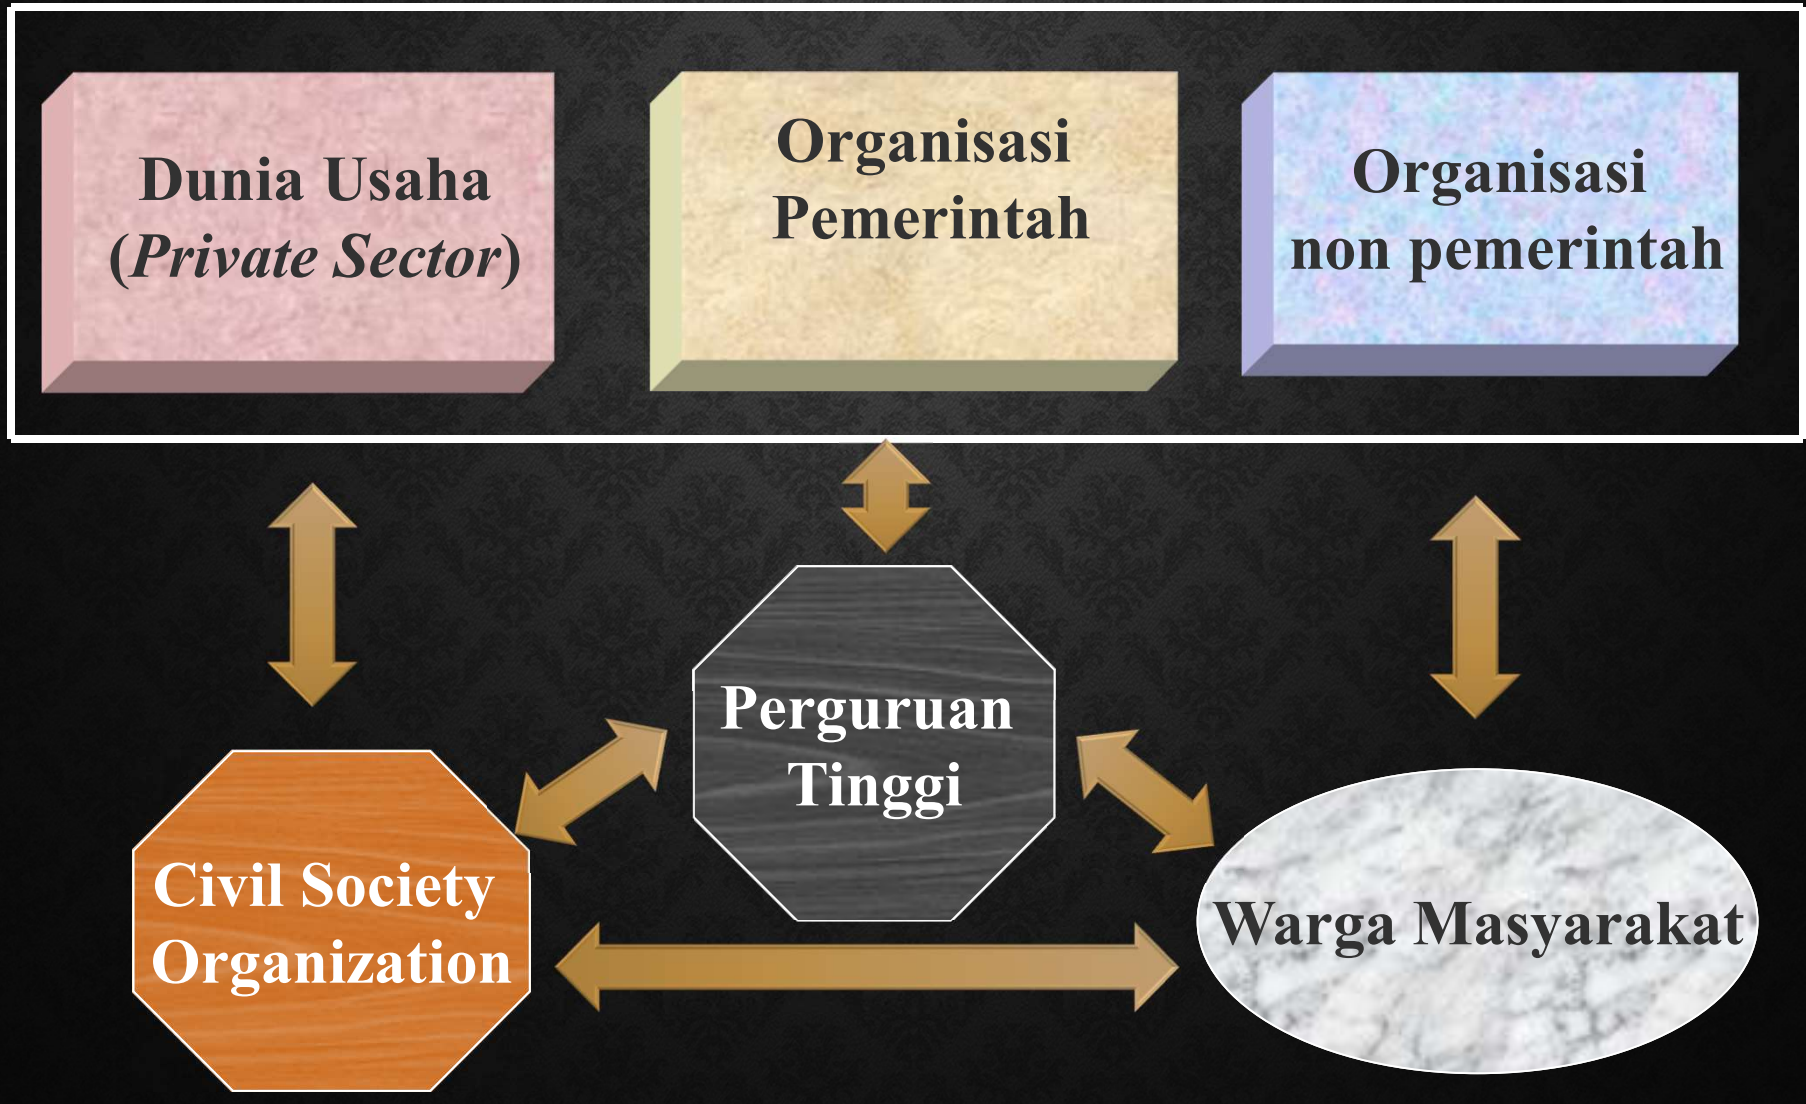 Dunia Usaha
(Private Sector)
Organisasi
Pemerintah
Organisasi
non pemerintah
Perguruan
Tinggi
Civil Society
Organization
Warga Masyarakat